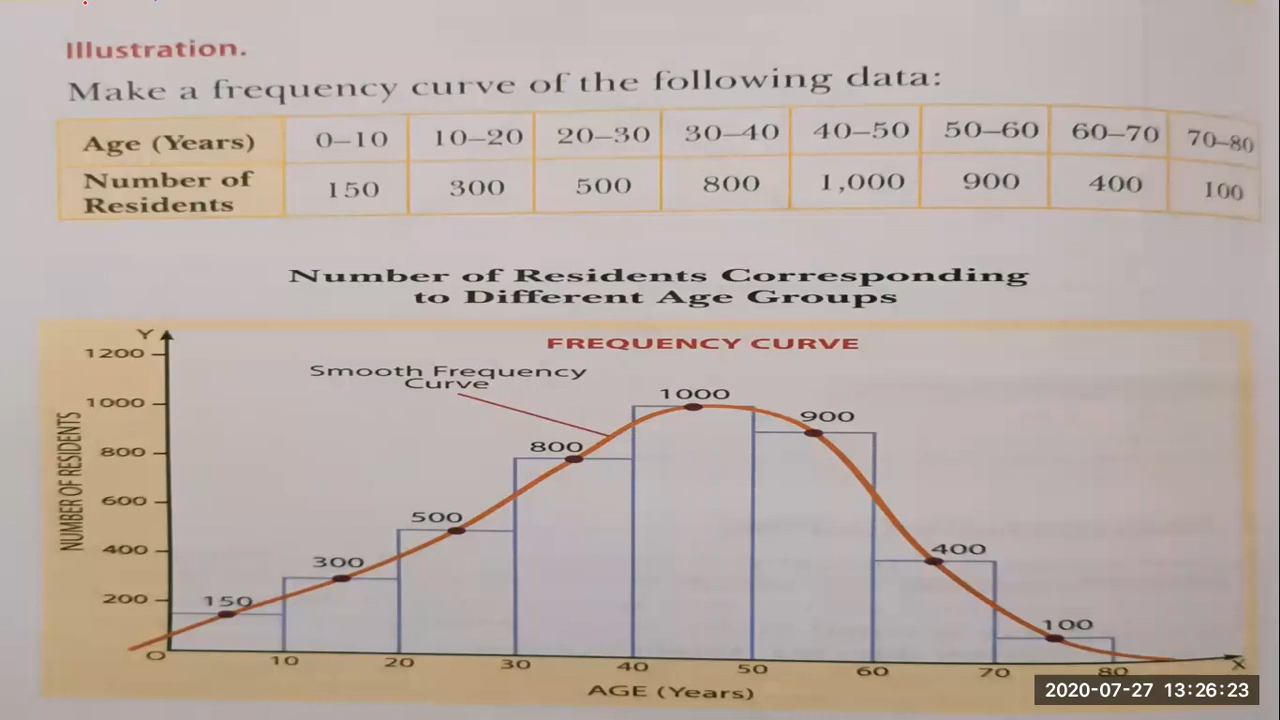 Illustration.
Make a frequency curve of the following data:
Age (Years) 0–10 10–20 20–30 30–40 40–50 50–60 60–70 70–80
Number of Residents 150 300 500 800 1,000 900 400 100
Number of Residents Corresponding
to Different Age Groups
Y
FREQUENCY CURVE
1200
Smooth Frequency
Curve
1000
1000
900
800
800
NUMBER OF RESIDENTS
600
500
400
400
300
200
150
100
O 10 20 30 40 50 60 70 80 X
AGE (Years)
2020-07-27 13:26:23